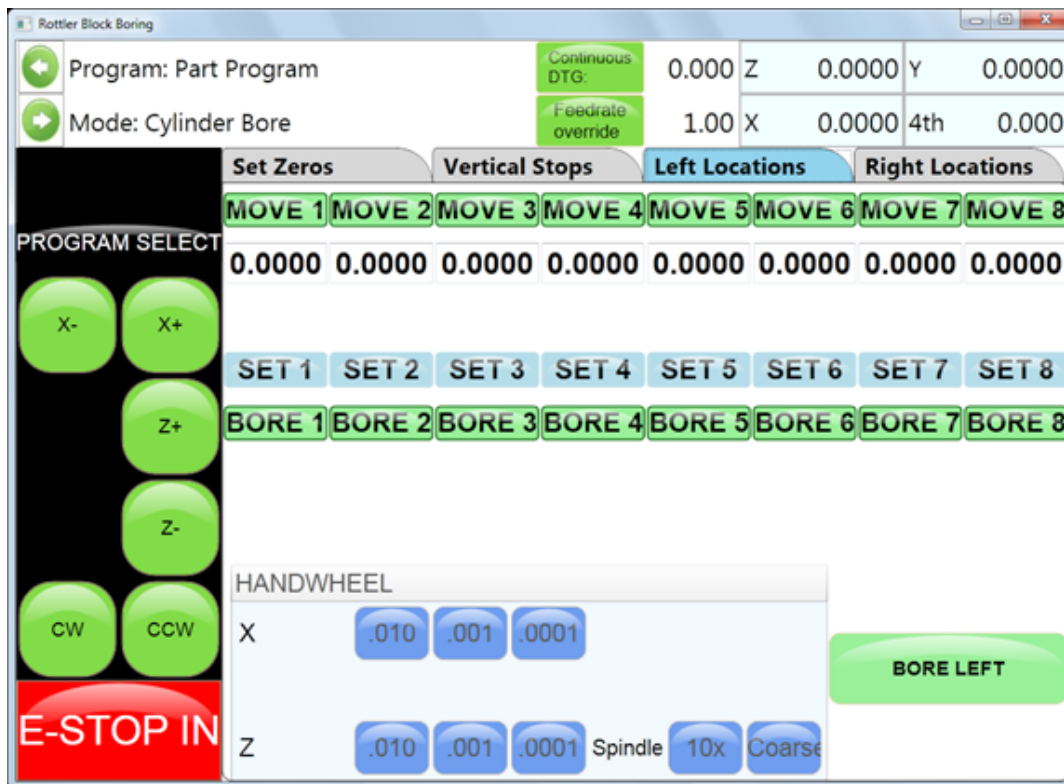 Rottler Block Boring
Program: Part Program Continuous DTG: 0.000 Z 0.0000 Y 0.0000
Mode: Cylinder Bore Feedrate override 1.00 X 0.0000 4th 0.000
Set Zeros Vertical Stops Left Locations Right Locations
MOVE 1 MOVE 2 MOVE 3 MOVE 4 MOVE 5 MOVE 6 MOVE 7 MOVE 8
PROGRAM SELECT
0.0000 0.0000 0.0000 0.0000 0.0000 0.0000 0.0000 0.0000
X- X+
SET 1 SET 2 SET 3 SET 4 SET 5 SET 6 SET 7 SET 8
Z+
BORE 1 BORE 2 BORE 3 BORE 4 BORE 5 BORE 6 BORE 7 BORE 8
Z-
HANDWHEEL
CW CCW
X .010 .001 .0001
BORE LEFT
E-STOP IN
Z .010 .001 .0001 Spindle 10x Coarse